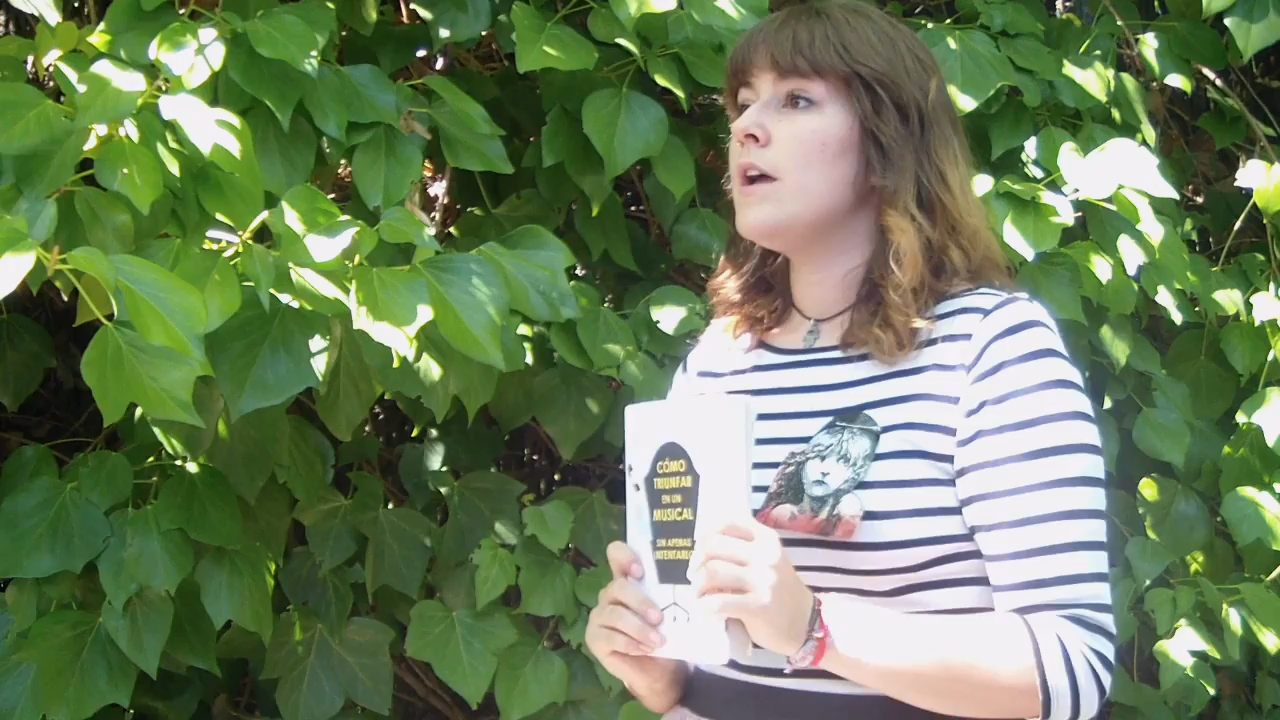 CÓMO
TRIUNFAR
EN UN
MUSICAL
SIN APENAS
INTENTARLO